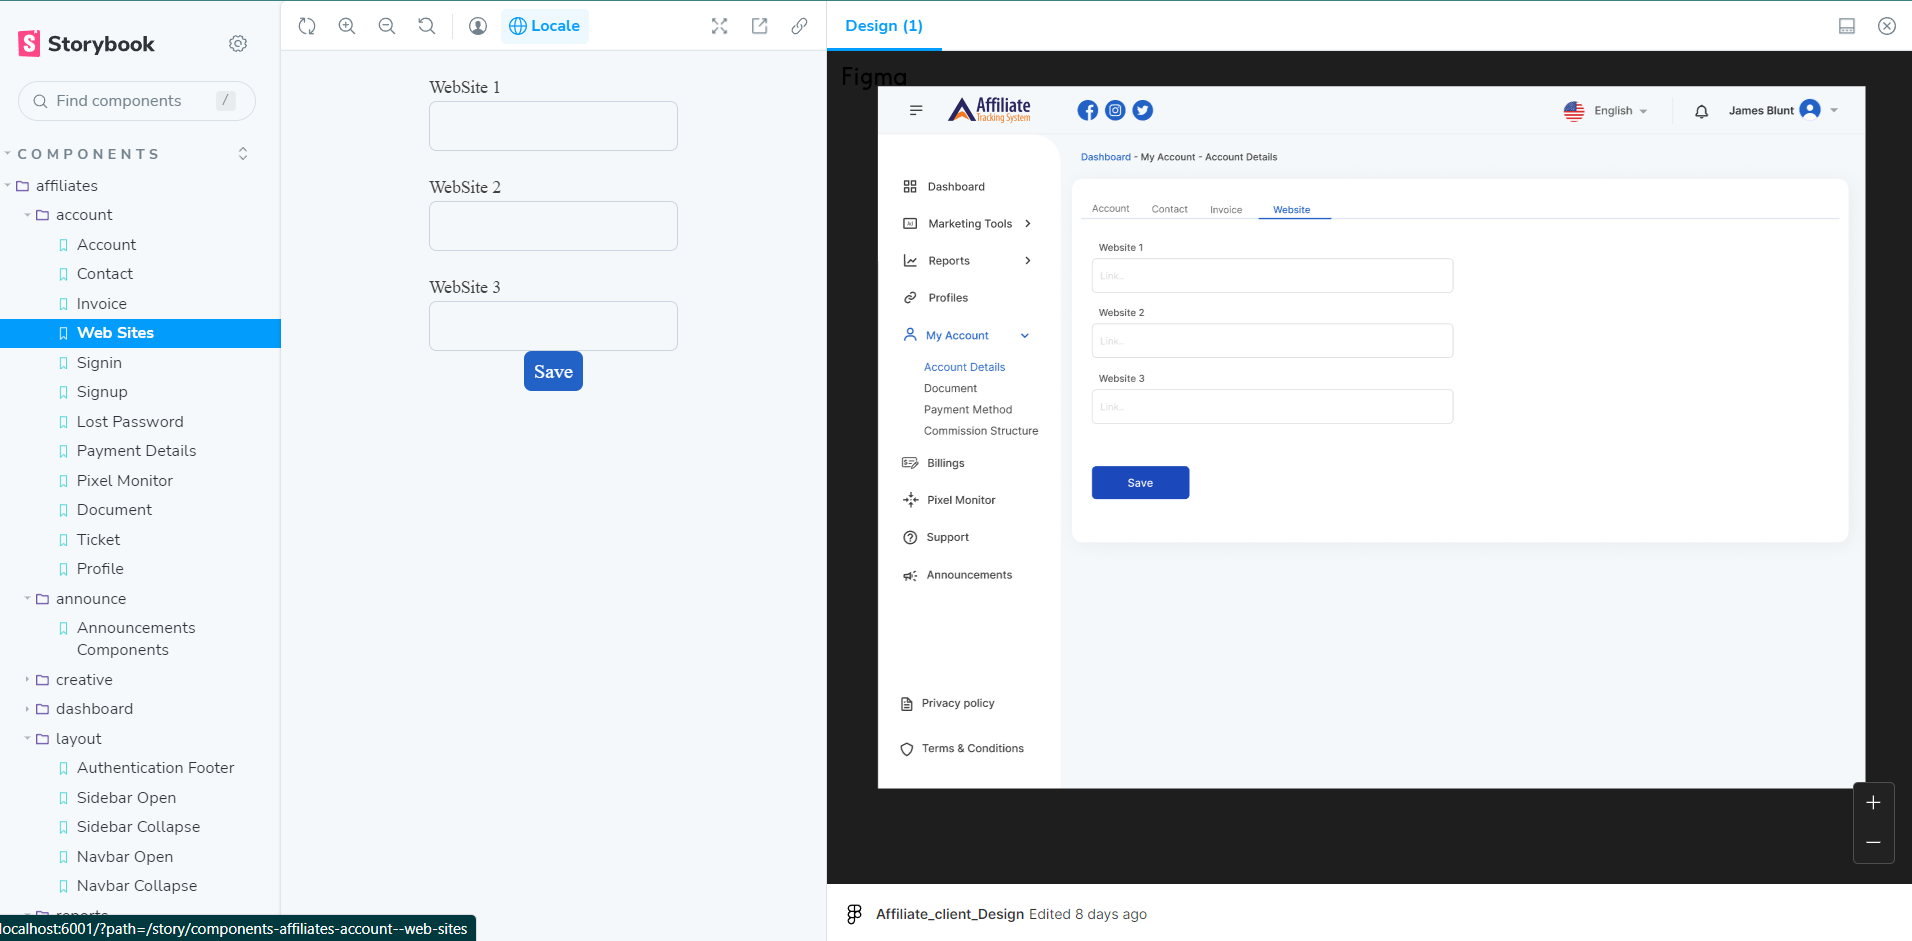 Storybook
Find components
/
COMPONENTS
affiliates
account
Account
Contact
Invoice
Web Sites
Signin
Signup
Lost Password
Payment Details
Pixel Monitor
Document
Ticket
Profile
announce
Announcements
Components
creative
dashboard
layout
Authentication Footer
Sidebar Open
Sidebar Collapse
Navbar Open
Navbar Collapse
reports
localhost:6001/?path=/story/components-affiliates-account--web-sites
Locale
WebSite 1
WebSite 2
WebSite 3
Save
Design (1)
Figma
Affiliate
Tracking System
English
James Blunt
Dashboard
Marketing Tools
Reports
Profiles
My Account
Account Details
Document
Payment Method
Commission Structure
Billings
Pixel Monitor
Support
Announcements
Privacy policy
Terms & Conditions
Dashboard - My Account - Account Details
Account Contact Invoice Website
Website 1
Link..
Website 2
Link..
Website 3
Link..
Save
Affiliate_client_Design Edited 8 days ago